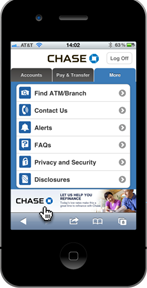 AT&T 14:02 83%
CHASE Log Off
Accounts Pay & Transfer More
Find ATM/Branch
Contact Us
Alerts
FAQs
Privacy and Security
Disclosures
CHASE LET US HELP YOU
REFINANCE